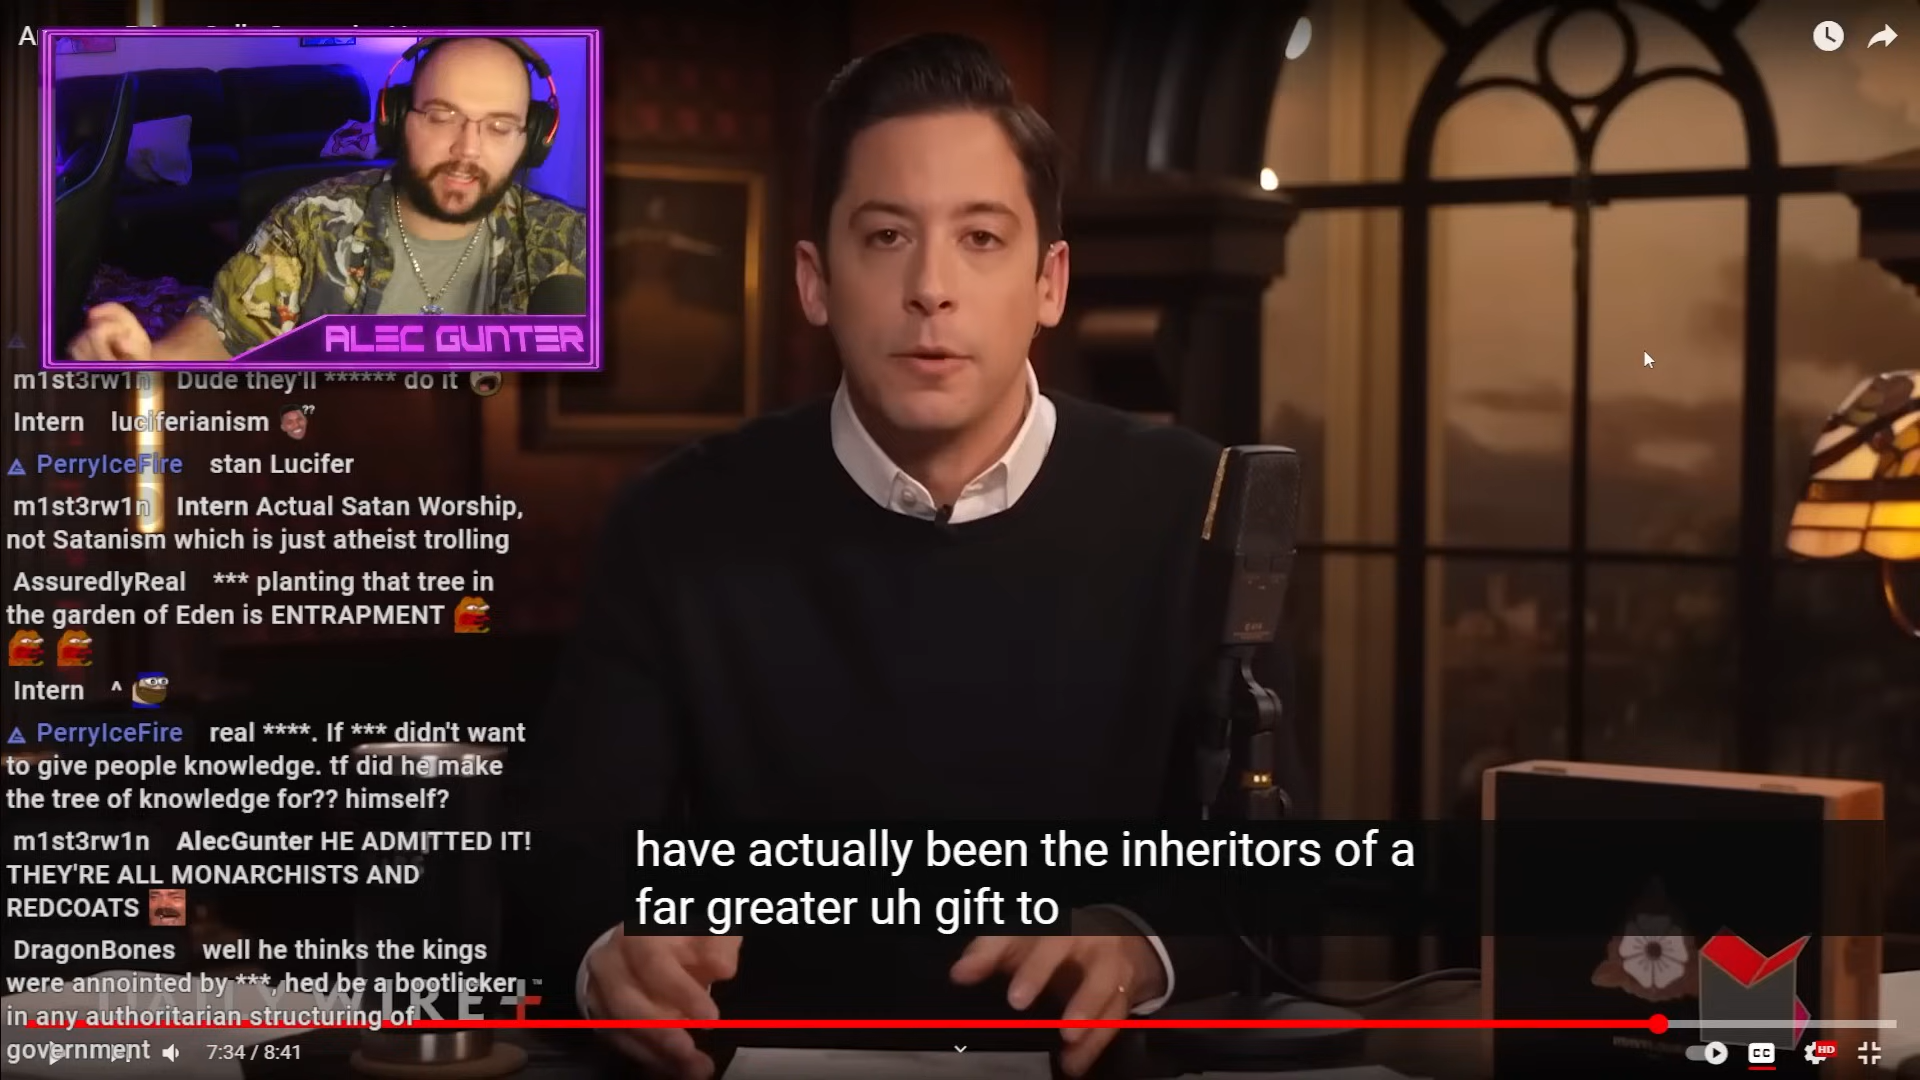 ALEC GUNTER
m1st3rw1n Dude they'll ****** do it
Intern luciferianism
PerryIceFire stan Lucifer
m1st3rw1n Intern Actual Satan Worship,
not Satanism which is just atheist trolling
AssuredlyReal *** planting that tree in
the garden of Eden is ENTRAPMENT
Intern ^
PerryIceFire real ****. If *** didn't want
to give people knowledge. tf did he make
the tree of knowledge for?? himself?
m1st3rw1n AlecGunter HE ADMITTED IT!
THEY'RE ALL MONARCHISTS AND
REDCOATS
DragonBones well he thinks the kings
were annointed by ***, hed be a bootlicker
in any authoritarian structuring of
government
have actually been the inheritors of a
far greater uh gift to
DAILY WIRE+
7:34 / 8:41
CC
HD